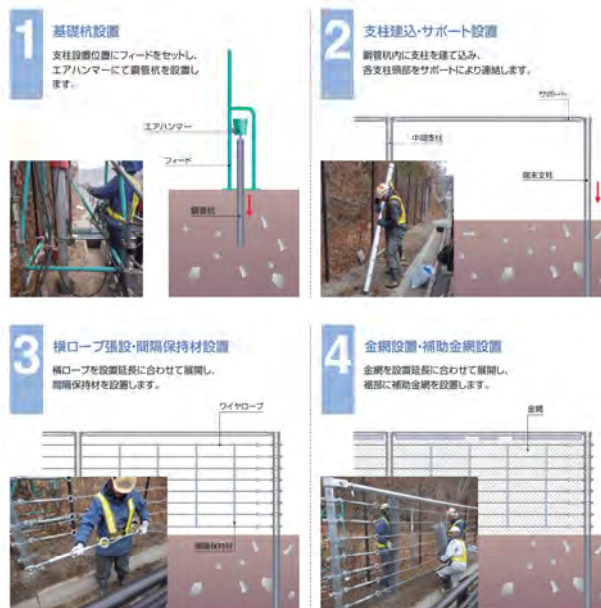 1
基礎杭設置
支柱設置位置にフィードをセットし、
エアハンマーにて鋼管杭を設置し
ます。
エアハンマー
フィード
鋼管杭
2
支柱建込・サポート設置
鋼管杭内に支柱を建て込み、
各支柱頭部をサポートにより連結します。
サポート
中間支柱
端末支柱
3
横ロープ張設・間隔保持材設置
横ロープを設置延長に合わせて展開し、
間隔保持材を設置します。
ワイヤロープ
間隔保持材
4
金網設置・補助金網設置
金網を設置延長に合わせて展開し、
裾部に補助金網を設置します。
金網